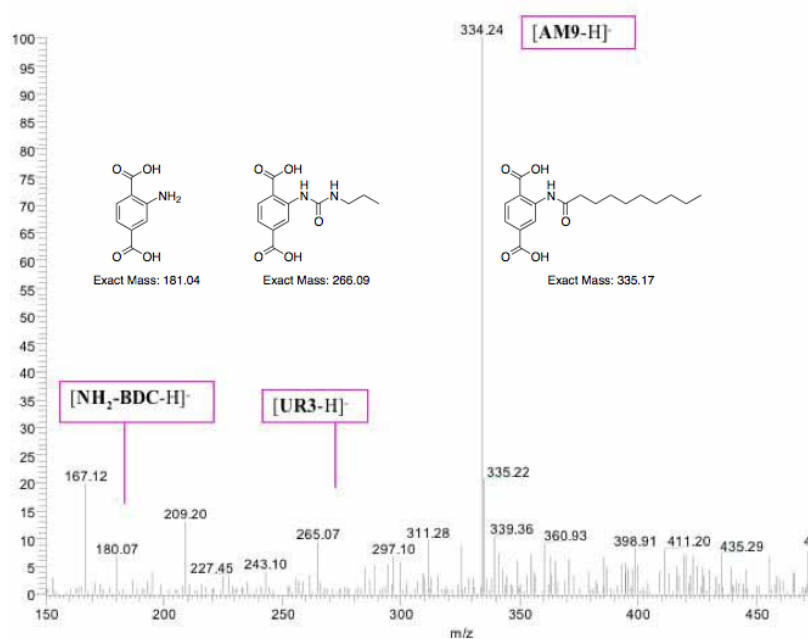 334.24
[AM9-H]-
100
95
90
85
80
75
70
65
60
55
50
45
40
35
30
25
20
15
10
5
0
O
OH
NH2
O
OH
Exact Mass: 181.04
O
OH
H
N
H
N
O
O
OH
Exact Mass: 266.09
O
OH
H
N
O
O
OH
Exact Mass: 335.17
[NH2-BDC-H]-
[UR3-H]-
167.12
180.07
209.20
227.45
243.10
265.07
297.10
311.28
335.22
339.36
360.93
398.91
411.20
435.29
4
150
200
250
300
350
400
450
m/z